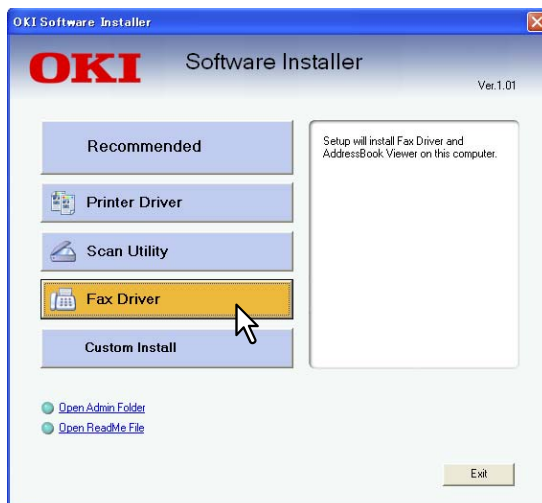 OKI Software Installer
OKI
Software Installer
Ver.1.01
Recommended
Printer Driver
Scan Utility
Fax Driver
Custom Install
Setup will install Fax Driver and
AddressBook Viewer on this computer.
Open Admin Folder
Open ReadMe File
Exit